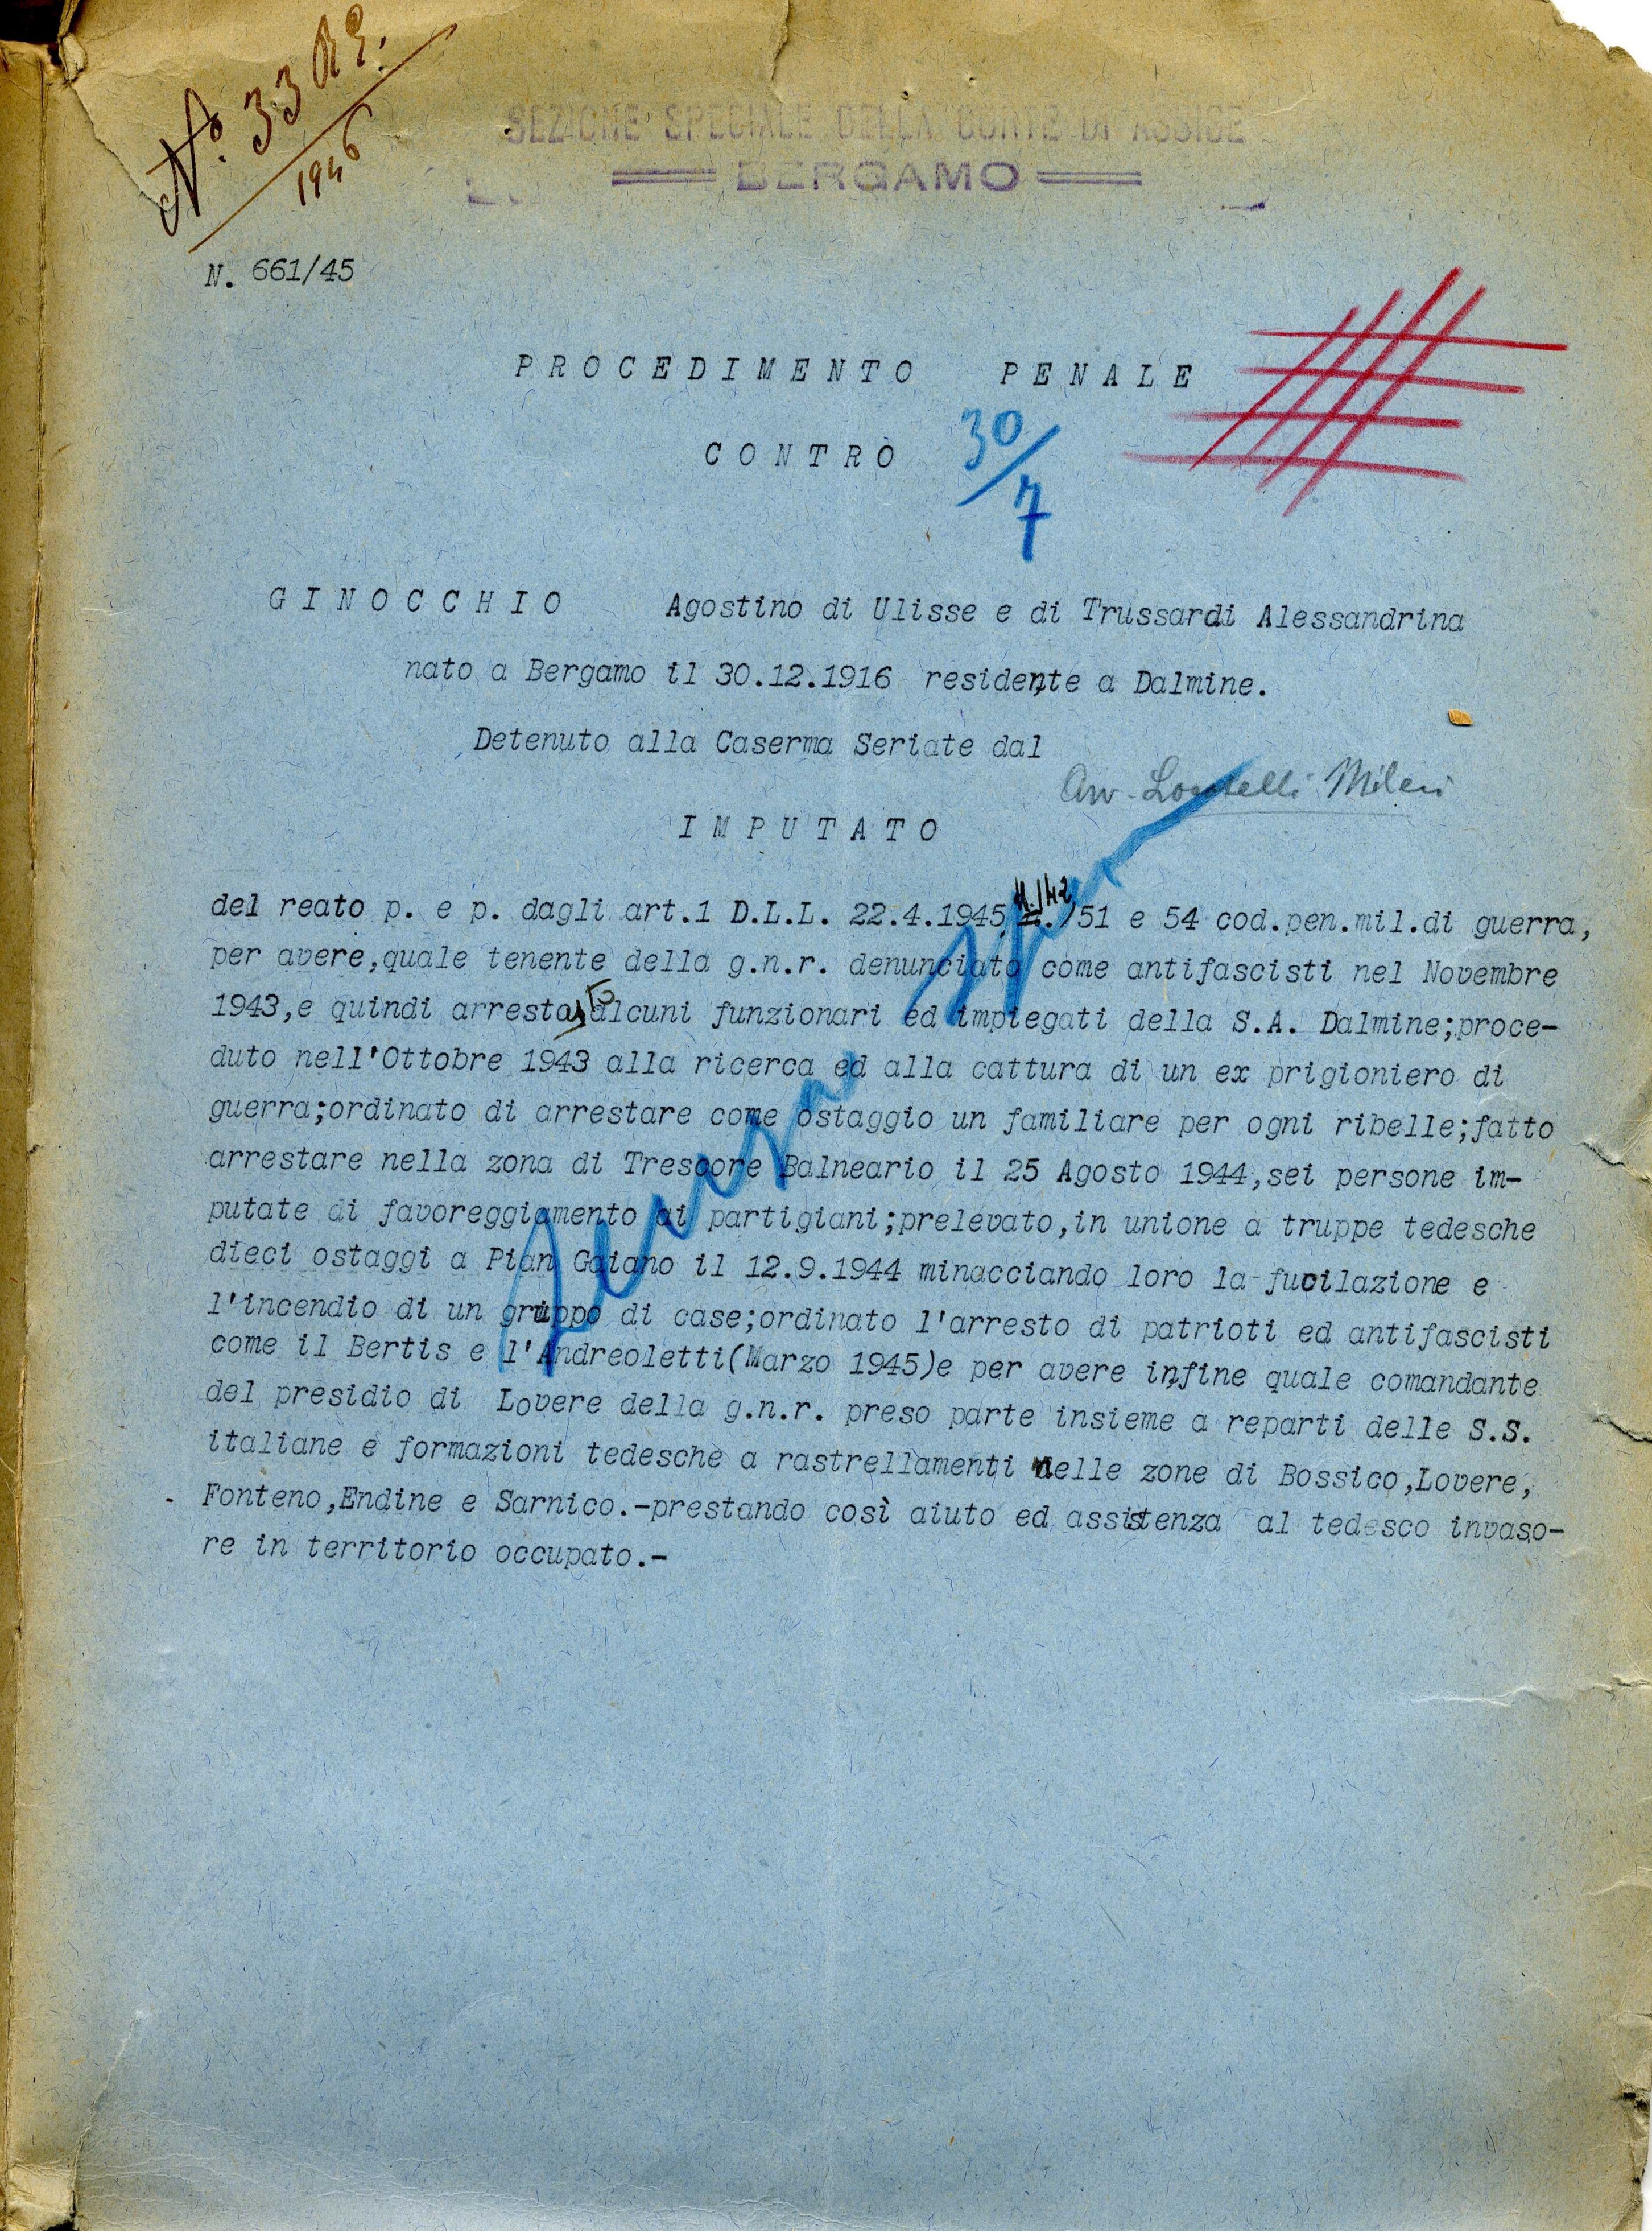 SEZIONE SPECIALE DELLA CORTE DI ASSISE
BERGAMO
N. 661/45
PROCEDIMENTO PENALE
CONTRO
30/7
GINOCCHIO Agostino di Ulisse e di Trussardi Alessandrina
nato a Bergamo il 30.12.1916 residente a Dalmine.
Detenuto alla Caserma Seriate dal
Avv.
IMPUTATO
del reato p. e p. dagli art.1 D.L.L. 22.4.1945, n. 142, 51 e 54 cod.pen.mil.di guerra,
per avere,quale tenente della g.n.r. denunciato come antifascisti nel Novembre
1943,e quindi arrestato alcuni funzionari ed impiegati della S.A. Dalmine;proce-
duto nell'Ottobre 1943 alla ricerca ed alla cattura di un ex prigioniero di
guerra;ordinato di arrestare come ostaggio un familiare per ogni ribelle;fatto
arrestare nella zona di Trescore Balneario il 25 Agosto 1944,sei persone im-
putate di favoreggiamento ai partigiani;prelevato,in unione a truppe tedesche
dieci ostaggi a Pian Gaiano il 12.9.1944 minacciando loro la fucilazione e
l'incendio di un gruppo di case;ordinato l'arresto di patrioti ed antifascisti
come il Bertis e l'Andreoletti(Marzo 1945)e per avere infine quale comandante
del presidio di Lovere della g.n.r. preso parte insieme a reparti delle S.S.
italiane e formazioni tedesche a rastrellamenti nelle zone di Bossico,Lovere,
Fonteno,Endine e Sarnico.-prestando così aiuto ed assistenza al tedesco invaso-
re in territorio occupato.-